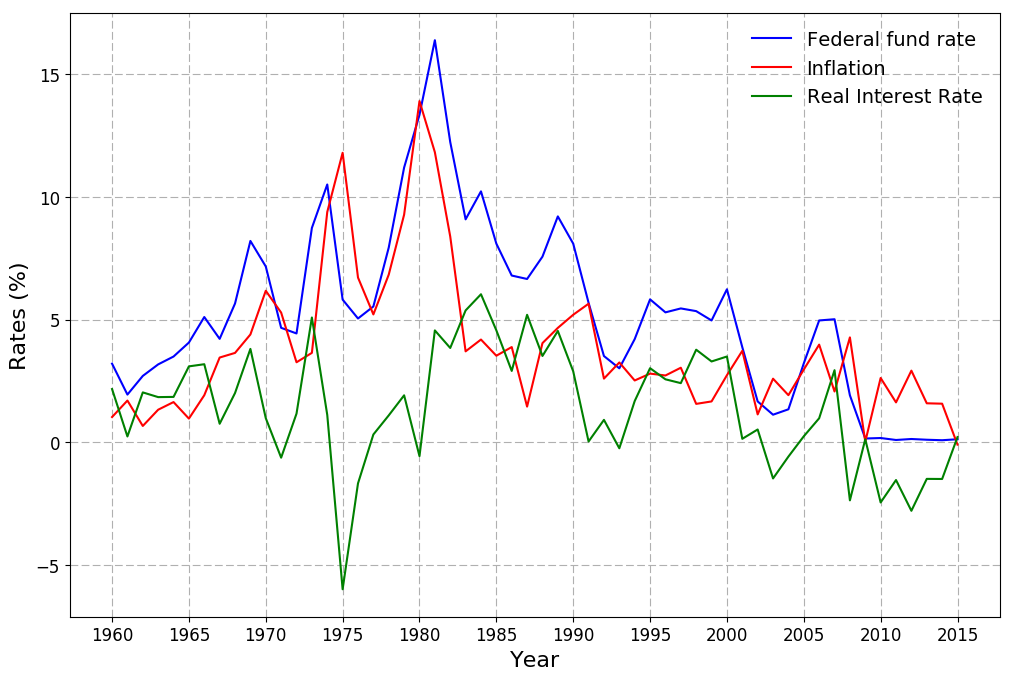 Federal fund rate
Inflation
Real Interest Rate
Rates (%)
15
10
5
0
−5
1960 1965 1970 1975 1980 1985 1990 1995 2000 2005 2010 2015
Year